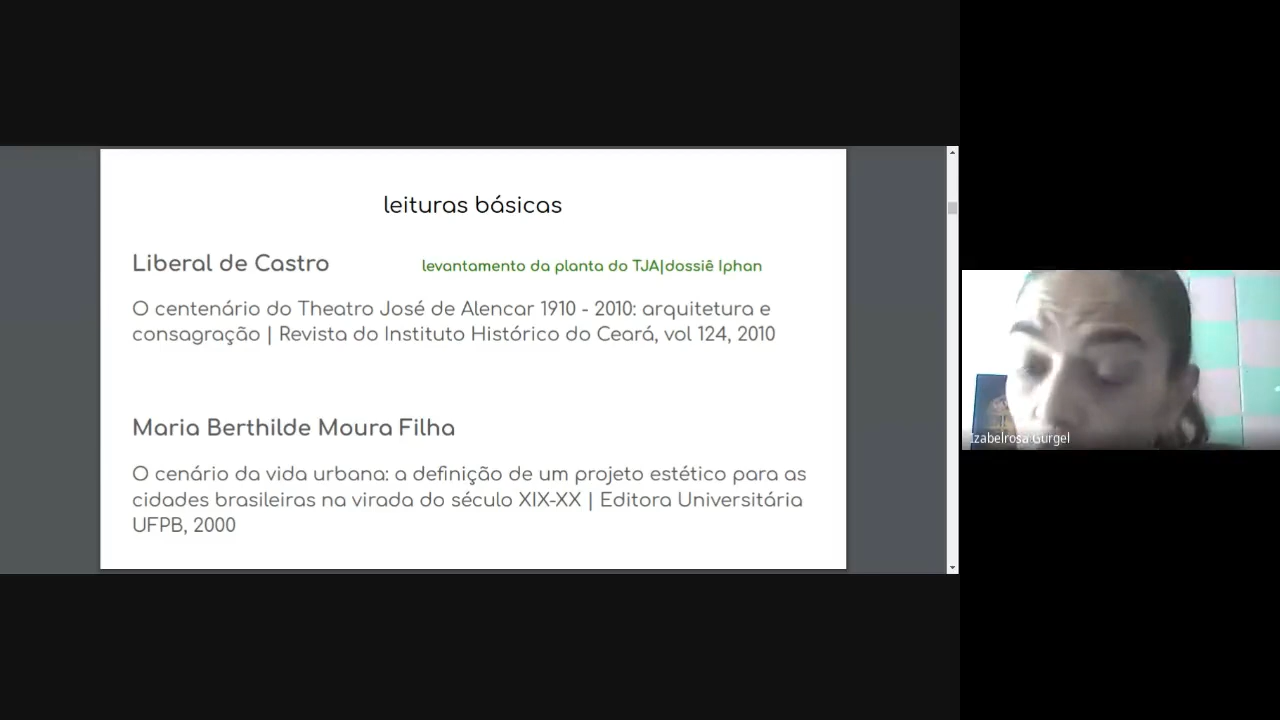 leituras básicas
Liberal de Castro
levantamento da planta do TJA|dossiê Iphan
O centenário do Theatro José de Alencar 1910 - 2010: arquitetura e
consagração | Revista do Instituto Histórico do Ceará, vol 124, 2010
Maria Berthilde Moura Filha
O cenário da vida urbana: a definição de um projeto estético para as
cidades brasileiras na virada do século XIX-XX | Editora Universitária
UFPB, 2000
Izabelrosa Gurgel